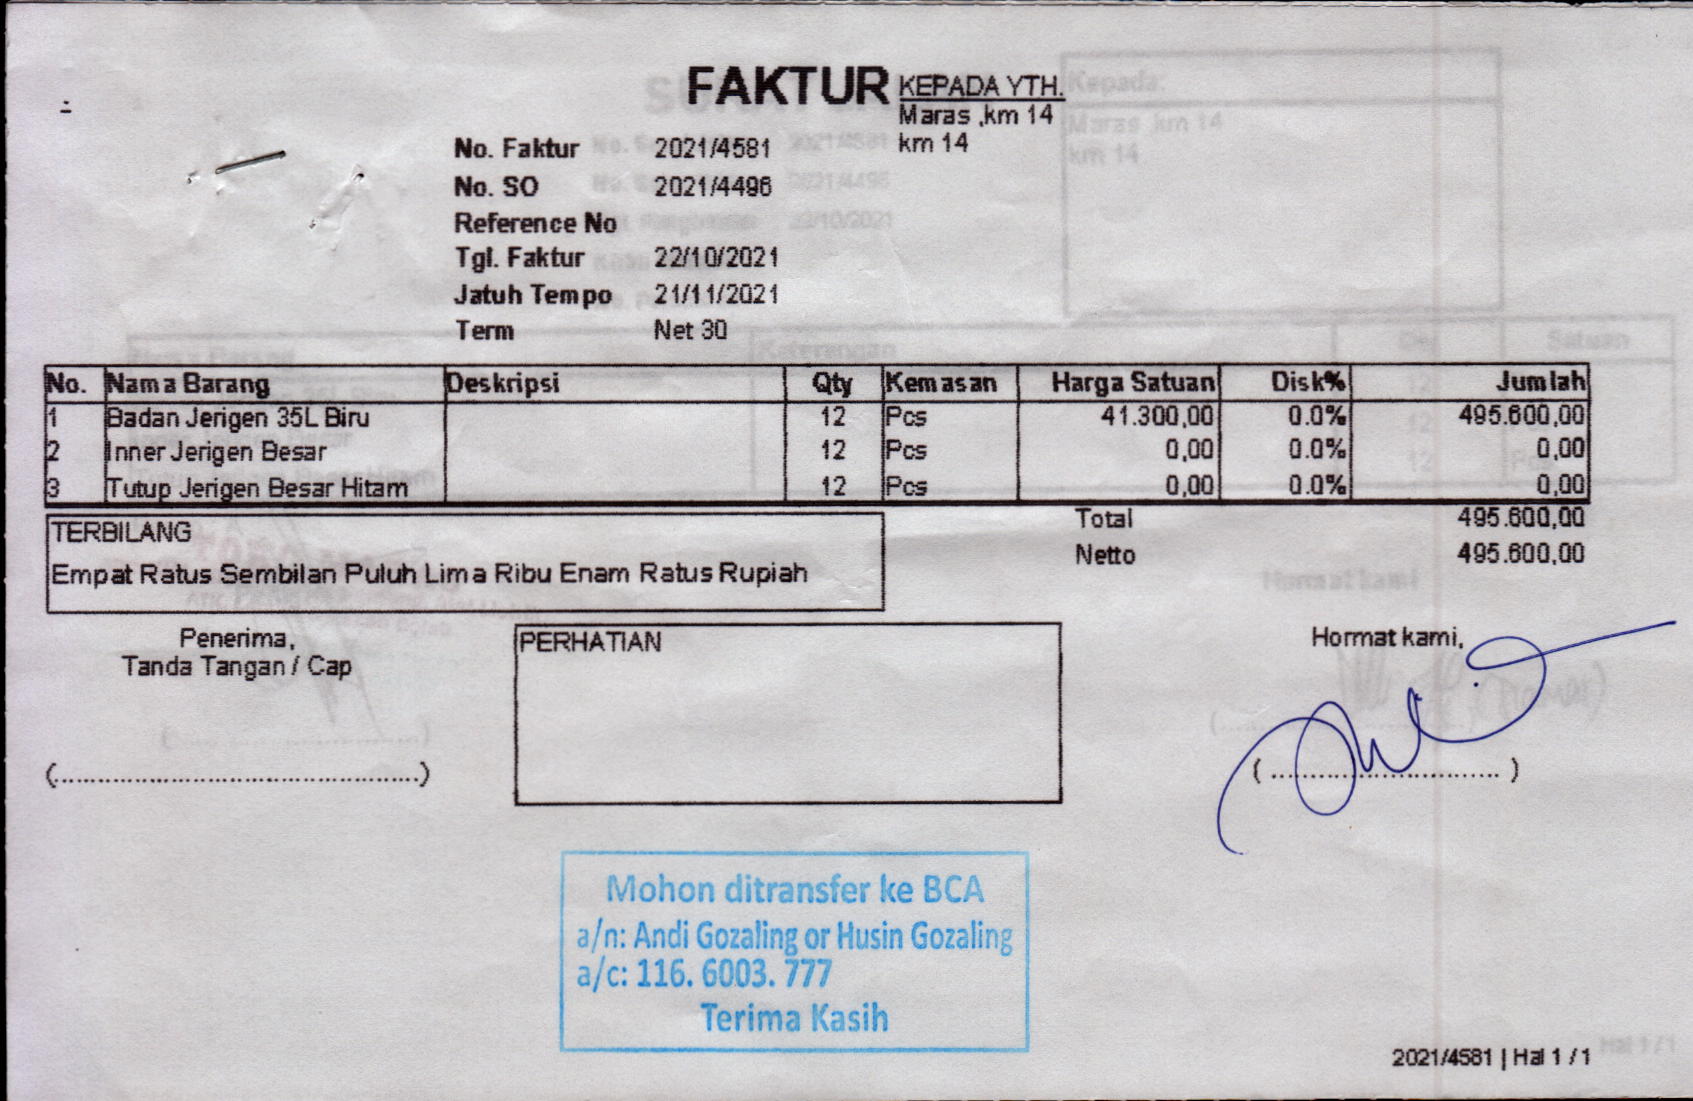 FAKTUR
KEPADA YTH.
Maras ,km 14
km 14
No. Faktur 2021/4581
No. SO 2021/4496
Reference No
Tgl. Faktur 22/10/2021
Jatuh Tempo 21/11/2021
Term Net 30
No. Nama Barang Deskripsi Qty Kemasan Harga Satuan Disk% Jumlah
1 Badan Jerigen 35L Biru 12 Pcs 41.300,00 0.0% 495.600,00
2 Inner Jerigen Besar 12 Pcs 0,00 0.0% 0,00
3 Tutup Jerigen Besar Hitam 12 Pcs 0,00 0.0% 0,00
Total 495.600,00
Netto 495.600,00
TERBILANG
Empat Ratus Sembilan Puluh Lima Ribu Enam Ratus Rupiah
Penerima,
Tanda Tangan / Cap
(..............................................)
PERHATIAN
Hormat kami,
( ............................. )
Mohon ditransfer ke BCA
a/n: Andi Gozaling or Husin Gozaling
a/c: 116. 6003. 777
Terima Kasih
2021/4581 | Hal 1 / 1